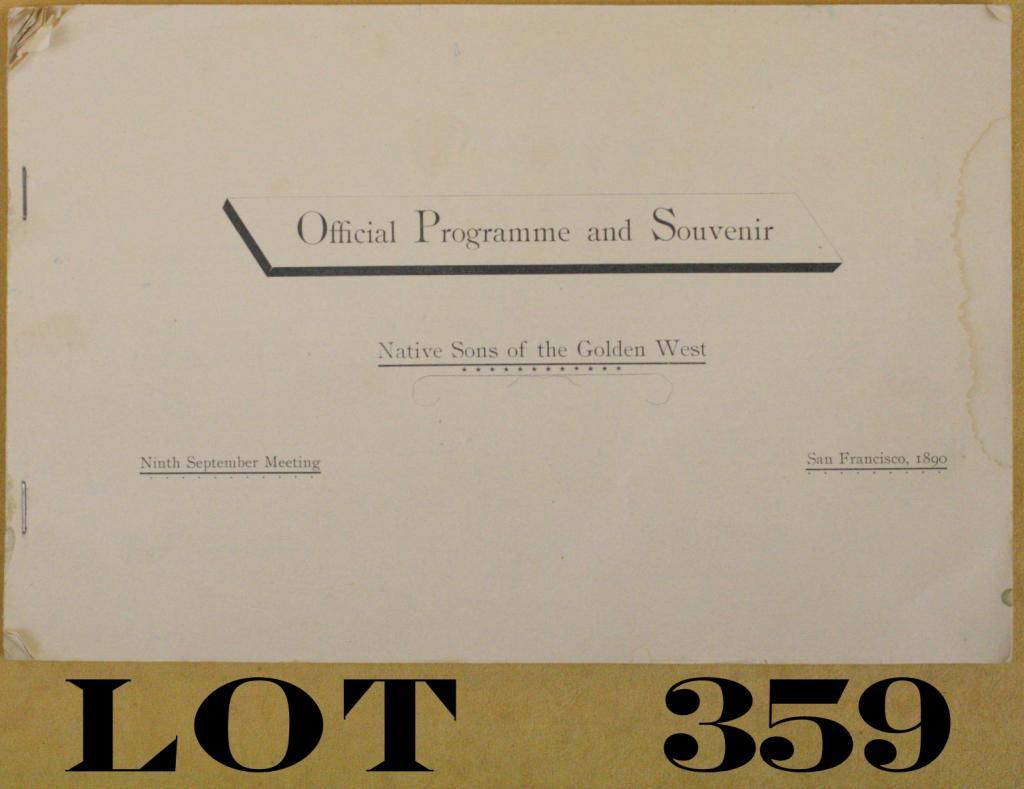 Official Programme and Souvenir
Native Sons of the Golden West
Ninth September Meeting
San Francisco, 1890
LOT 359